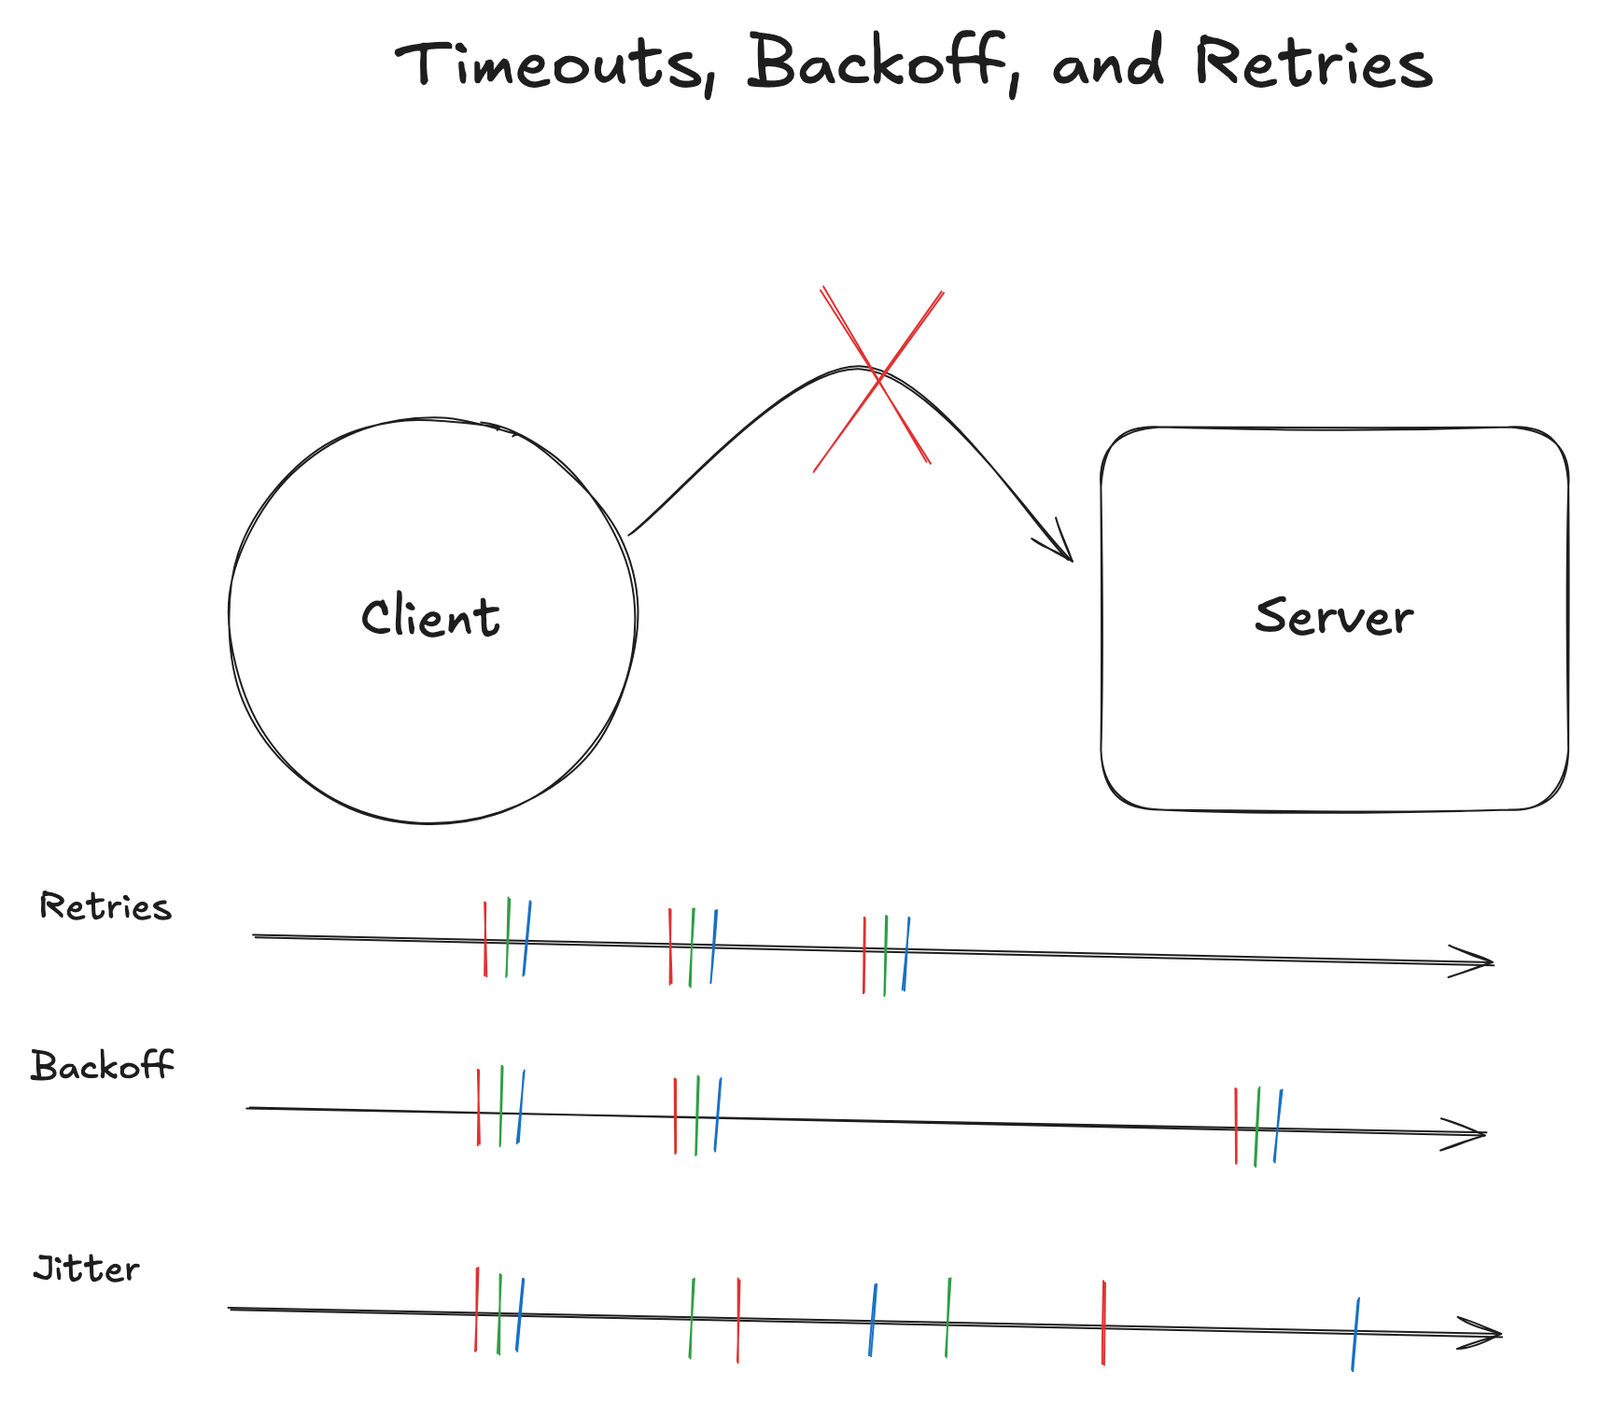 Timeouts, Backoff, and Retries
Client
Server
Retries
Backoff
Jitter